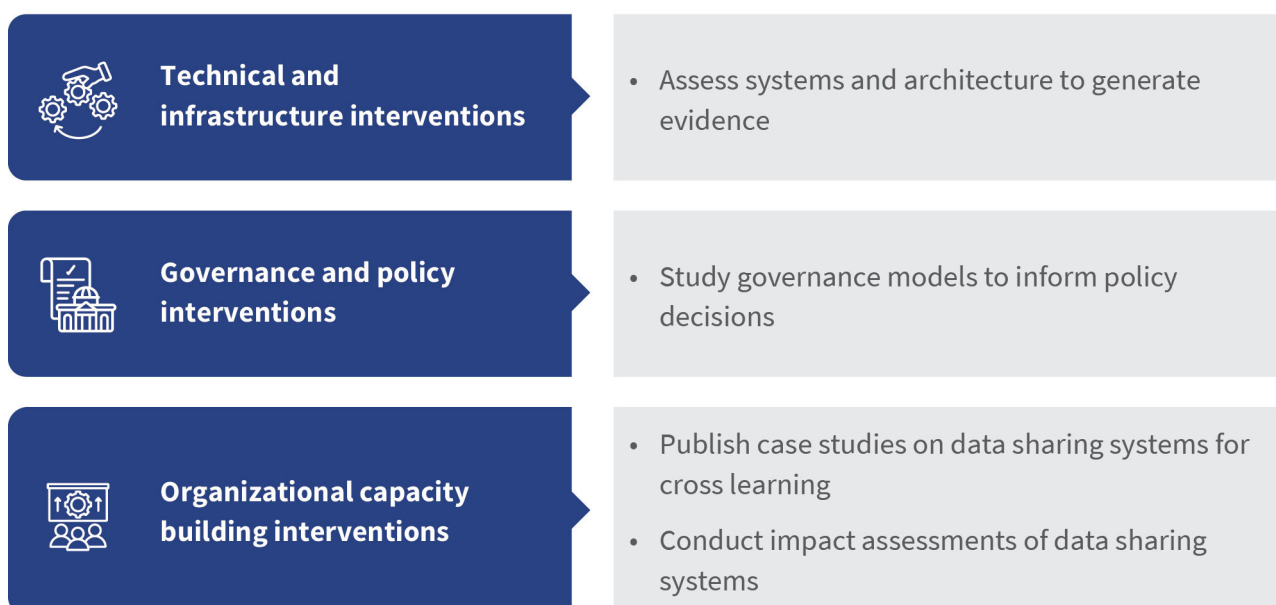 Technical and
infrastructure interventions
• Assess systems and architecture to generate
evidence
Governance and policy
interventions
• Study governance models to inform policy
decisions
Organizational capacity
building interventions
• Publish case studies on data sharing systems for
cross learning
• Conduct impact assessments of data sharing
systems